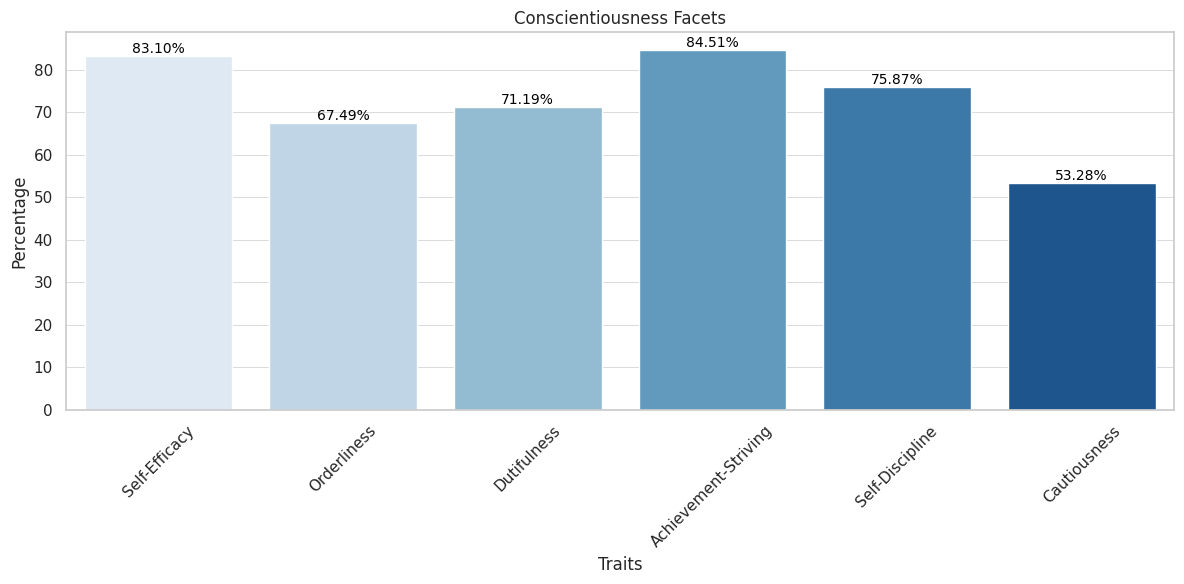 Conscientiousness Facets
Percentage
80
70
60
50
40
30
20
10
0
83.10%
67.49%
71.19%
84.51%
75.87%
53.28%
Self-Efficacy
Orderliness
Dutifulness
Achievement-Striving
Self-Discipline
Cautiousness
Traits